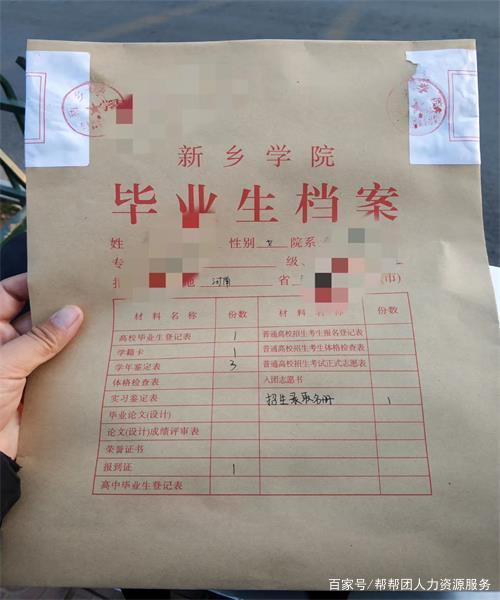 新乡学院
毕业生档案
姓 性别 女 院系
专 级
地 河南 省 (市)
材料名称 份数 材料名称 份数
高校毕业生登记表 1 普通高校招生考生报名登记表
学籍卡 1 普通高校招生考生体格检查表
学年鉴定表 3 普通高校招生考试正式志愿表
体格检查表 入团志愿书
实习鉴定表 招生录取名册 1
毕业论文(设计)
论文(设计)成绩评审表
荣誉证书
报到证 1
高中毕业生登记表
百家号/帮帮团人力资源服务